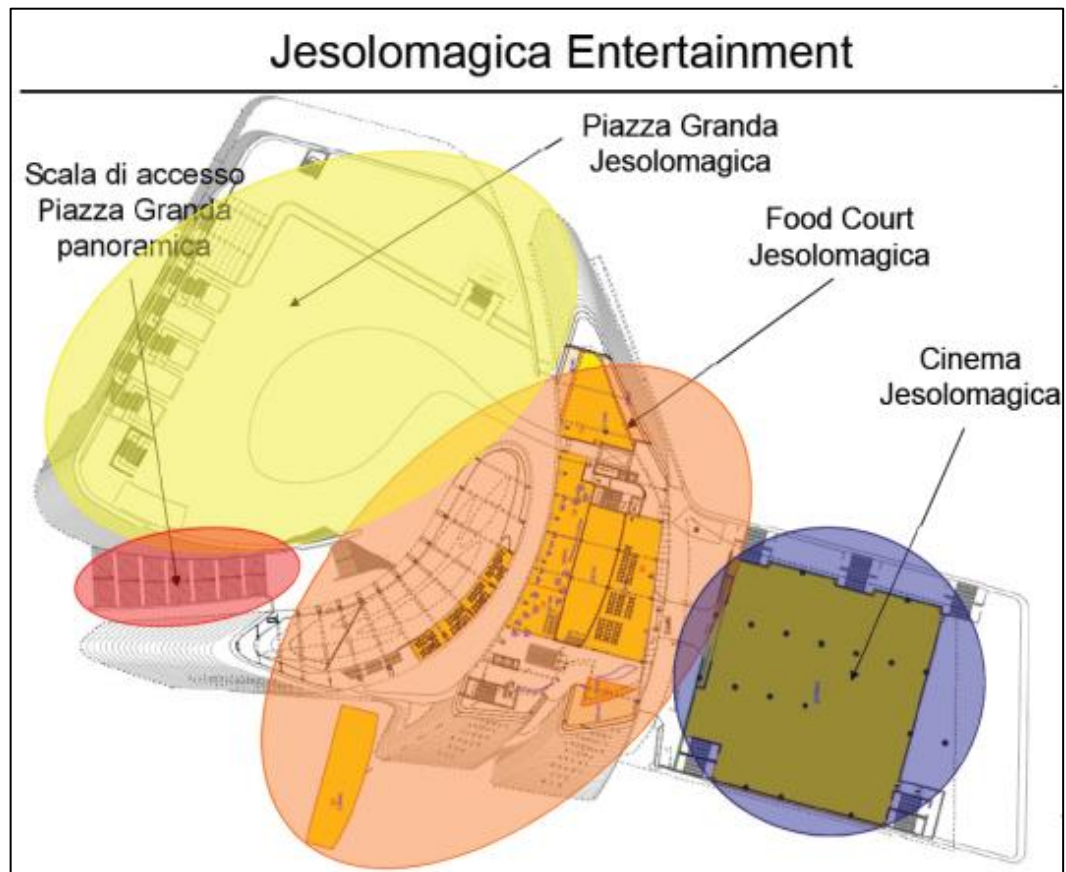 Jesolomagica Entertainment
Piazza Granda
Jesolomagica
Scala di accesso
Piazza Granda
panoramica
Food Court
Jesolomagica
Cinema
Jesolomagica